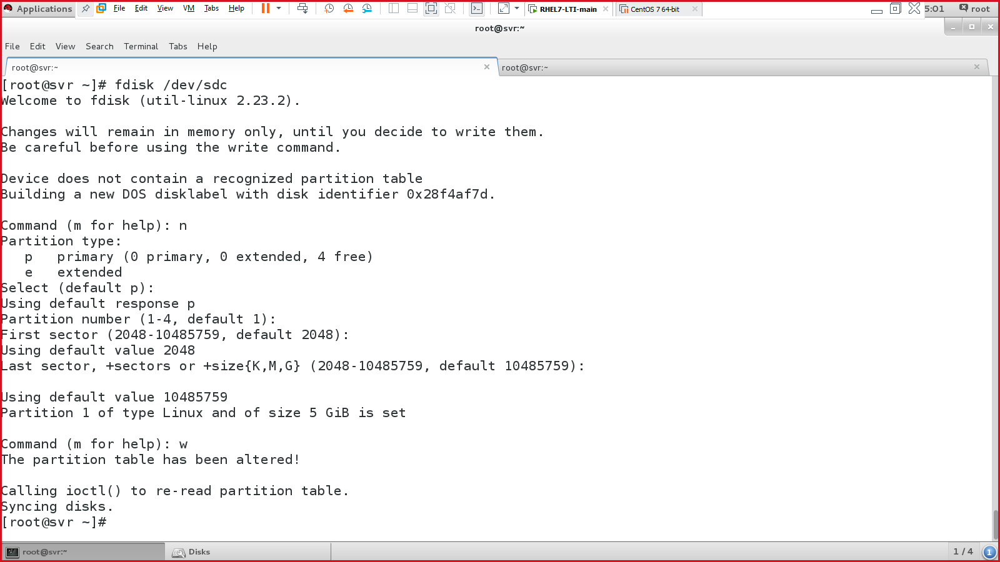 Applications File Edit View VM Tabs Help RHEL7-LTI-main CentOS 7 64-bit 5:01 root
root@svr:~
File Edit View Search Terminal Tabs Help
root@svr:~ root@svr:~
[root@svr ~]# fdisk /dev/sdc
Welcome to fdisk (util-linux 2.23.2).
Changes will remain in memory only, until you decide to write them.
Be careful before using the write command.
Device does not contain a recognized partition table
Building a new DOS disklabel with disk identifier 0x28f4af7d.
Command (m for help): n
Partition type:
p   primary (0 primary, 0 extended, 4 free)
e   extended
Select (default p):
Using default response p
Partition number (1-4, default 1):
First sector (2048-10485759, default 2048):
Using default value 2048
Last sector, +sectors or +size{K,M,G} (2048-10485759, default 10485759):
Using default value 10485759
Partition 1 of type Linux and of size 5 GiB is set
Command (m for help): w
The partition table has been altered!
Calling ioctl() to re-read partition table.
Syncing disks.
[root@svr ~]#
root@svr:~ Disks 1 / 4 1